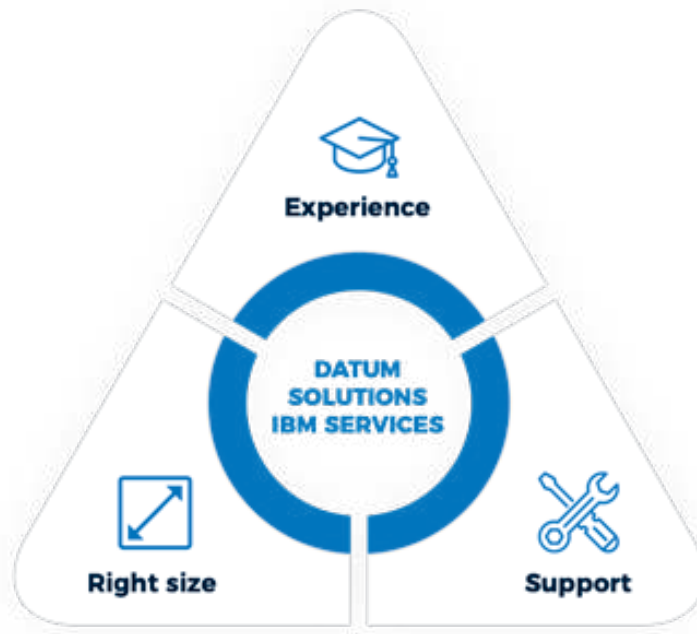 Experience
DATUM
SOLUTIONS
IBM SERVICES
Right size
Support